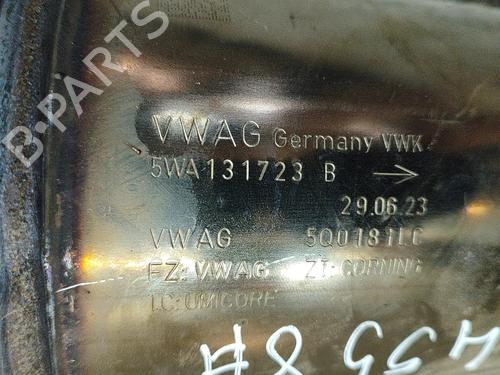 B-PARTS
VWAG Germany VWK
5WA131723 B →
29.06.23
VWAG 5Q0181LC
FZ: VWAG ZT: CORNING
LC: UMICORE